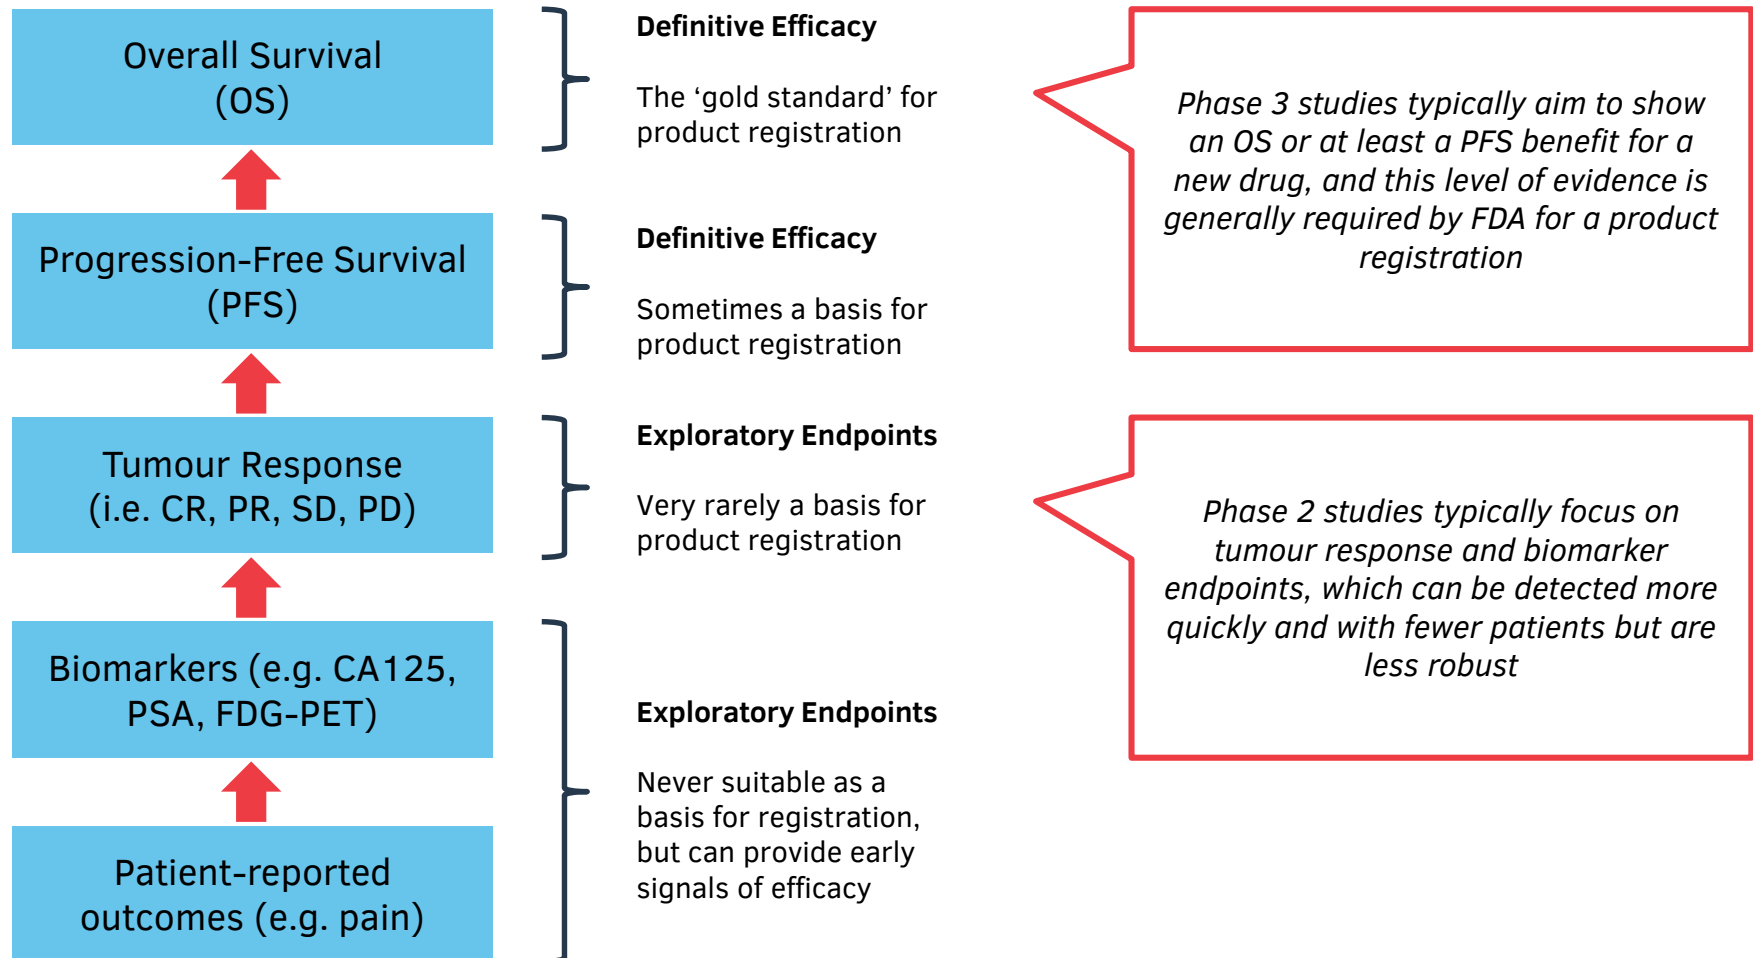 Overall Survival
(OS)
Definitive Efficacy
The ‘gold standard’ for
product registration
Phase 3 studies typically aim to show
an OS or at least a PFS benefit for a
new drug, and this level of evidence is
generally required by FDA for a product
registration
Progression-Free Survival
(PFS)
Definitive Efficacy
Sometimes a basis for
product registration
Tumour Response
(i.e. CR, PR, SD, PD)
Exploratory Endpoints
Very rarely a basis for
product registration
Phase 2 studies typically focus on
tumour response and biomarker
endpoints, which can be detected more
quickly and with fewer patients but are
less robust
Biomarkers (e.g. CA125,
PSA, FDG-PET)
Patient-reported
outcomes (e.g. pain)
Exploratory Endpoints
Never suitable as a
basis for registration,
but can provide early
signals of efficacy